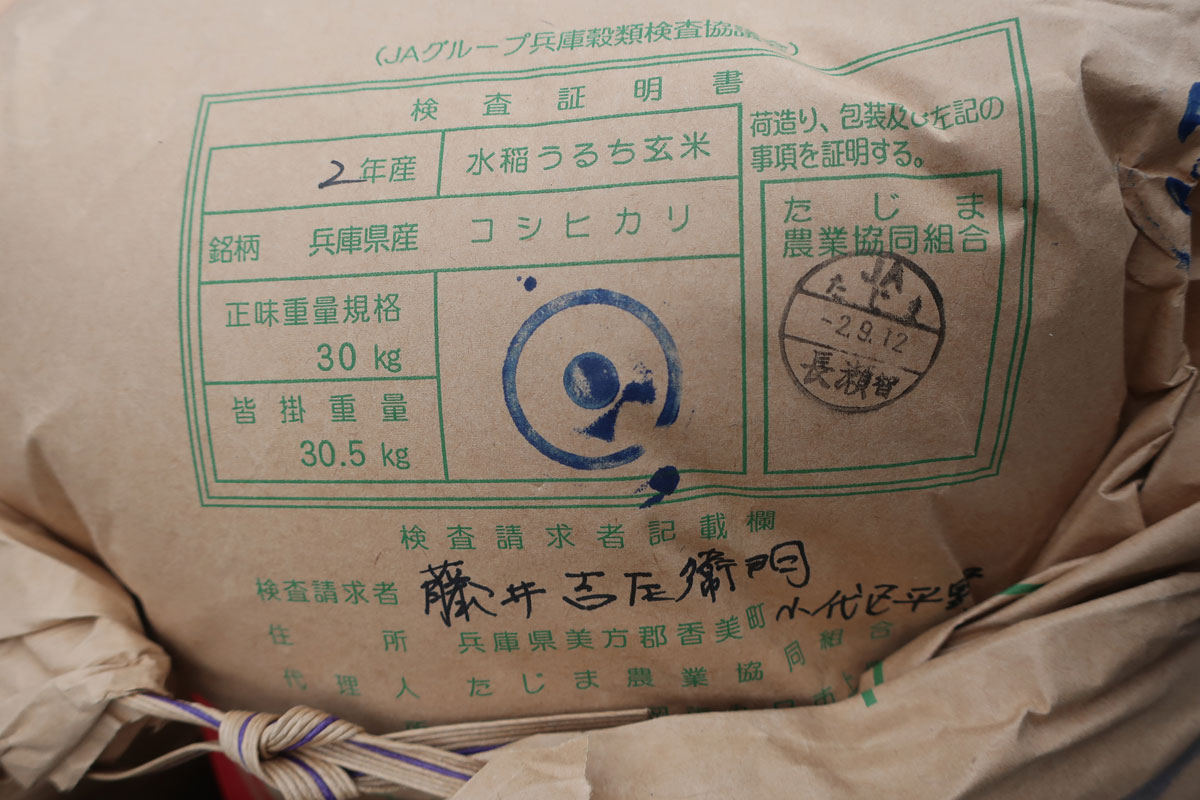 (JAグループ兵庫穀類検査協議会)
検査証明書
2年産 水稲うるち玄米
銘柄 兵庫県産 コシヒカリ
正味重量規格
30 kg
皆掛重量
30.5 kg
荷造り、包装及び左記の
事項を証明する。
たじま
農業協同組合
JA
たじま
-2.9.12
長瀬智
検査請求者記載欄
検査請求者 藤井吉左衛門
住所 兵庫県美方郡香美町小代区平野
代理人 たじま農業協同組合